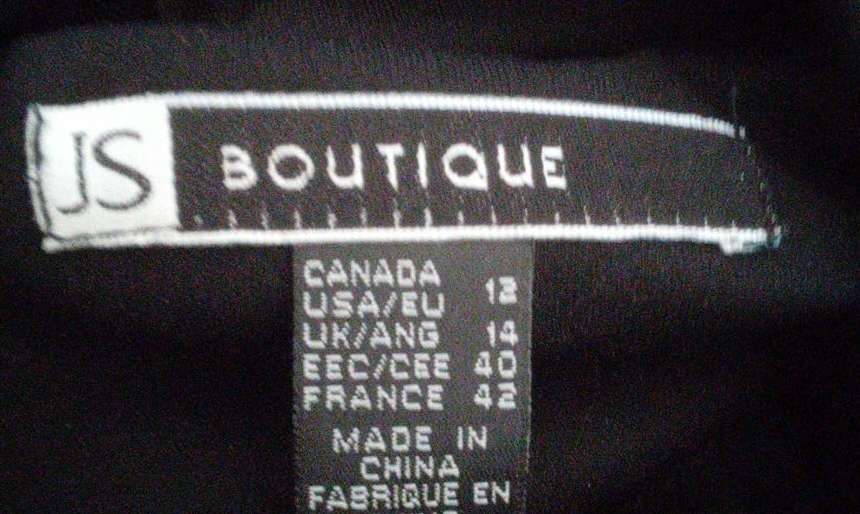 JS BOUTIQUE
CANADA
USA/EU 12
UK/ANG 14
EEC/CEE 40
FRANCE 42
MADE IN
CHINA
FABRIQUE EN